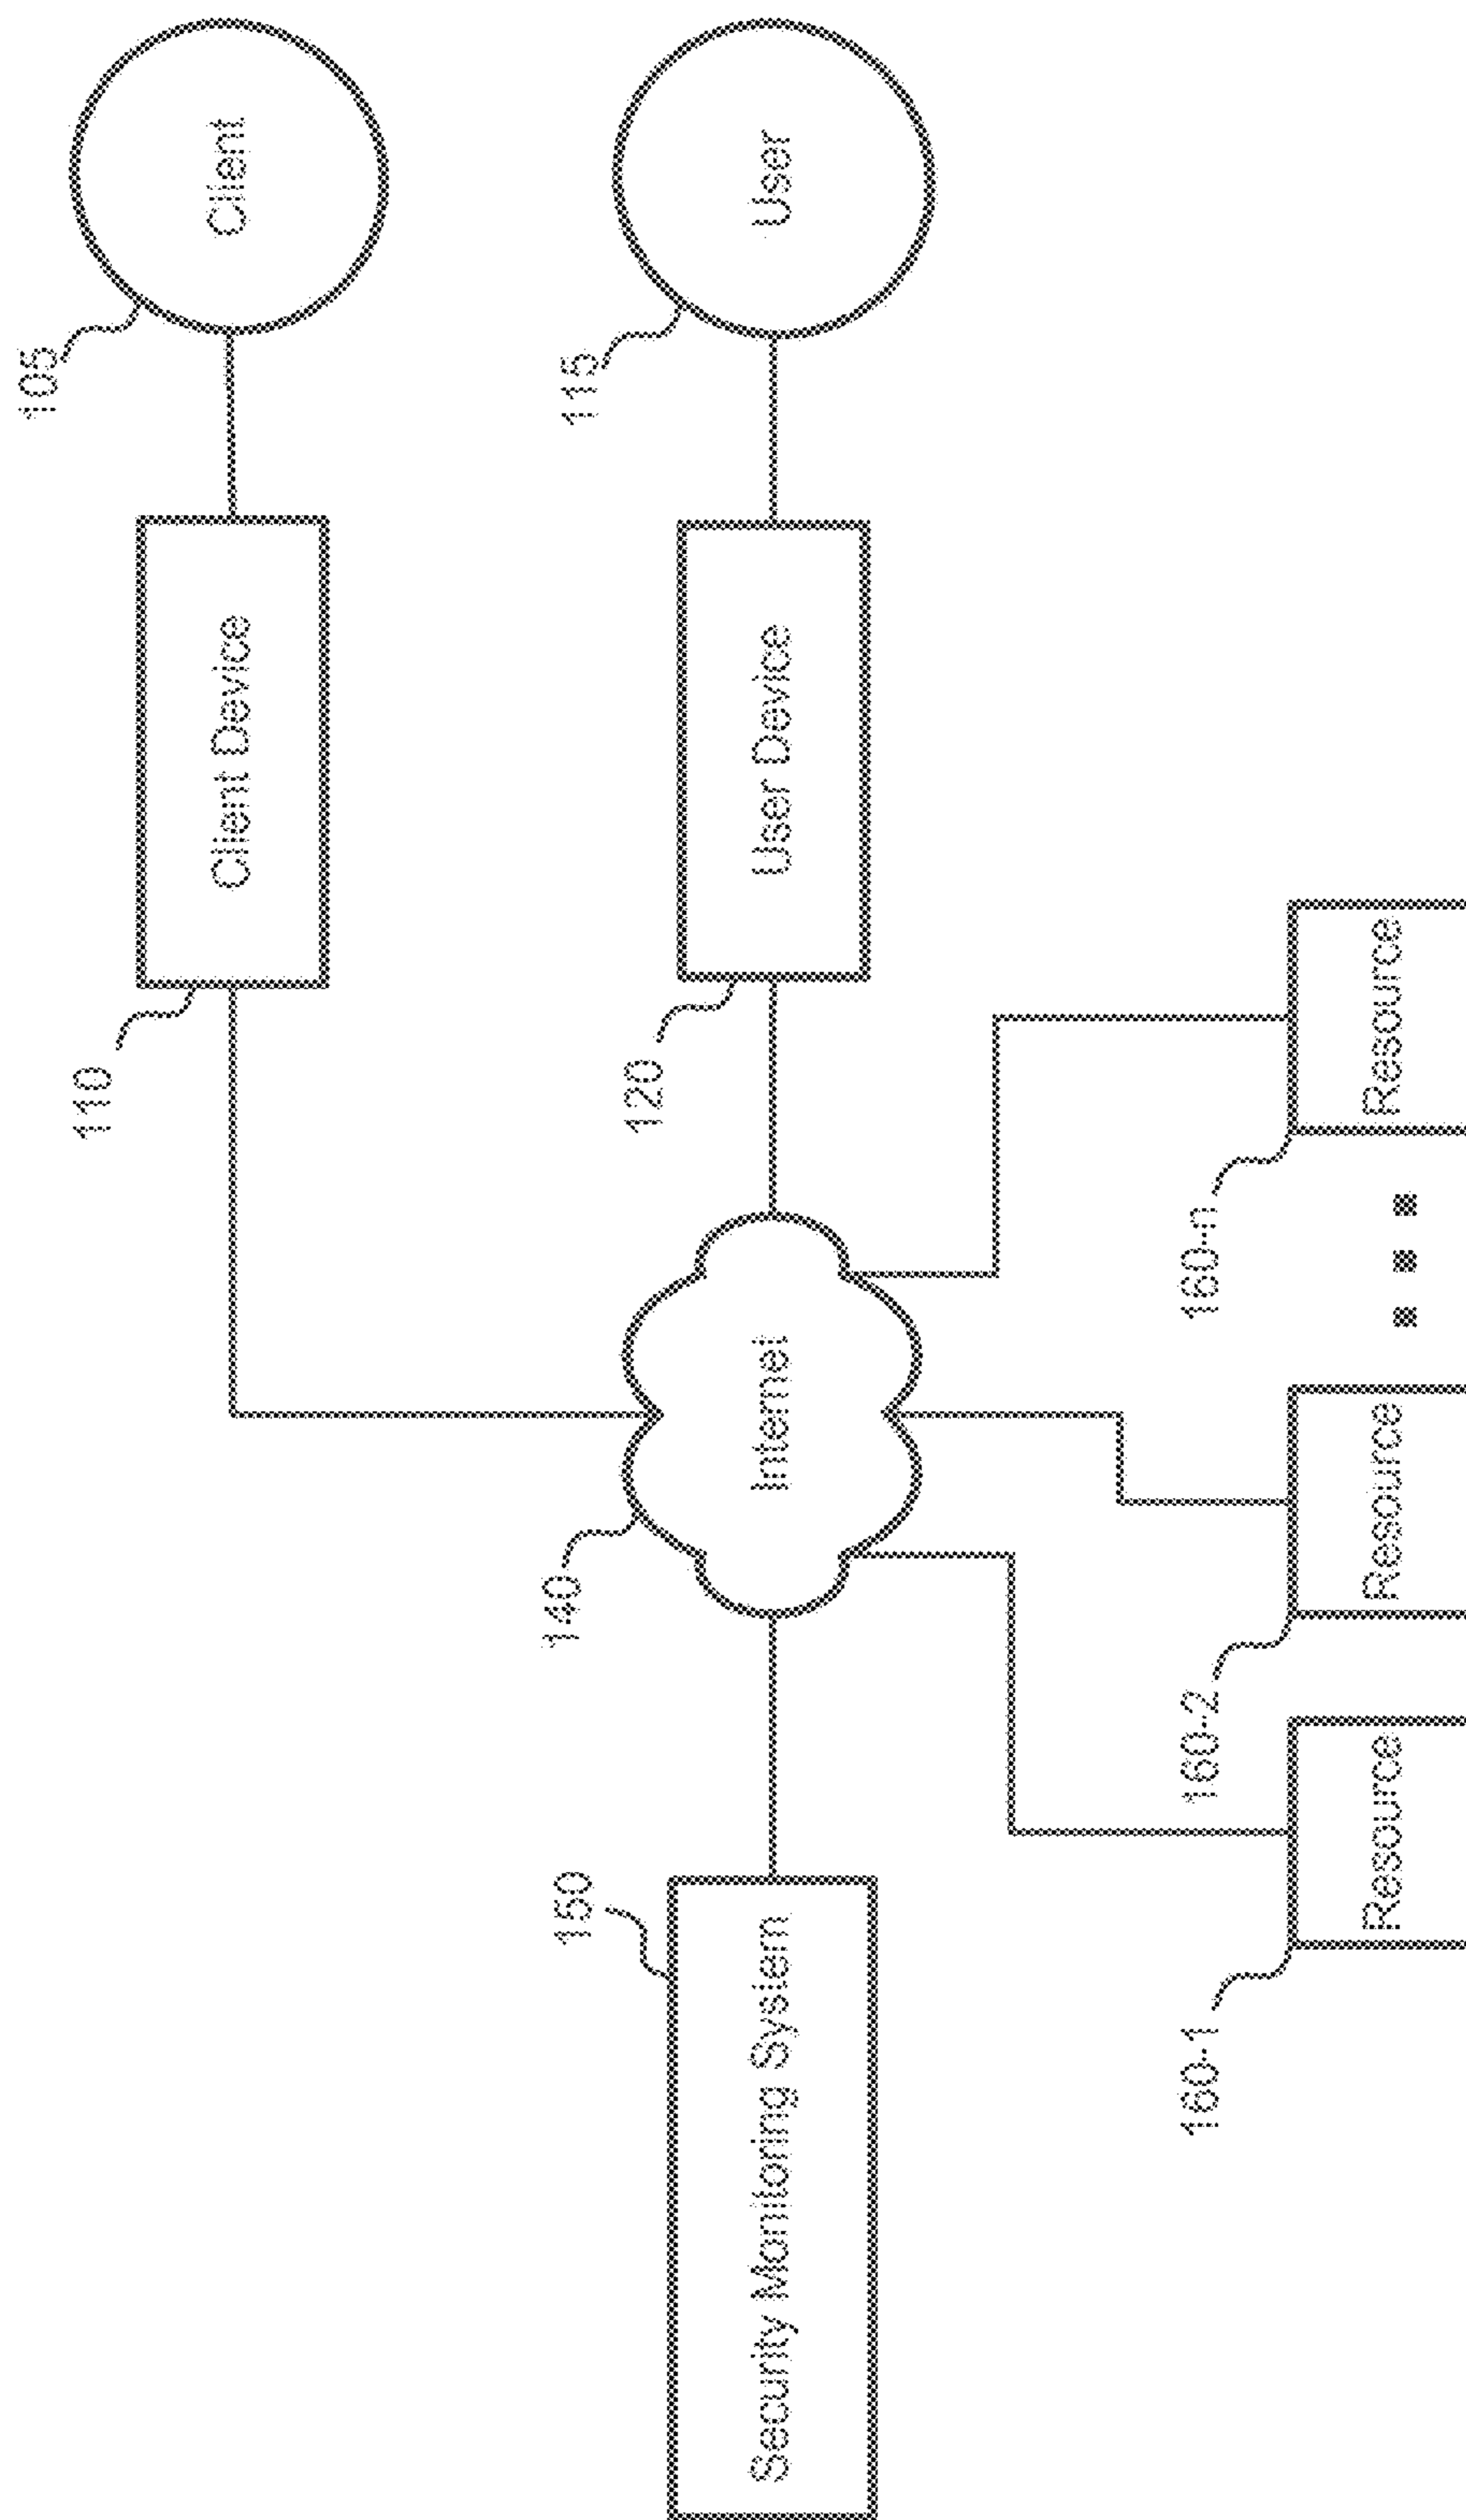 105
Client
110
Client Device
115
User
120
User Device
140
Internet
150
Security Monitoring System
160-1
Resource
160-2
Resource
160-n
Resource